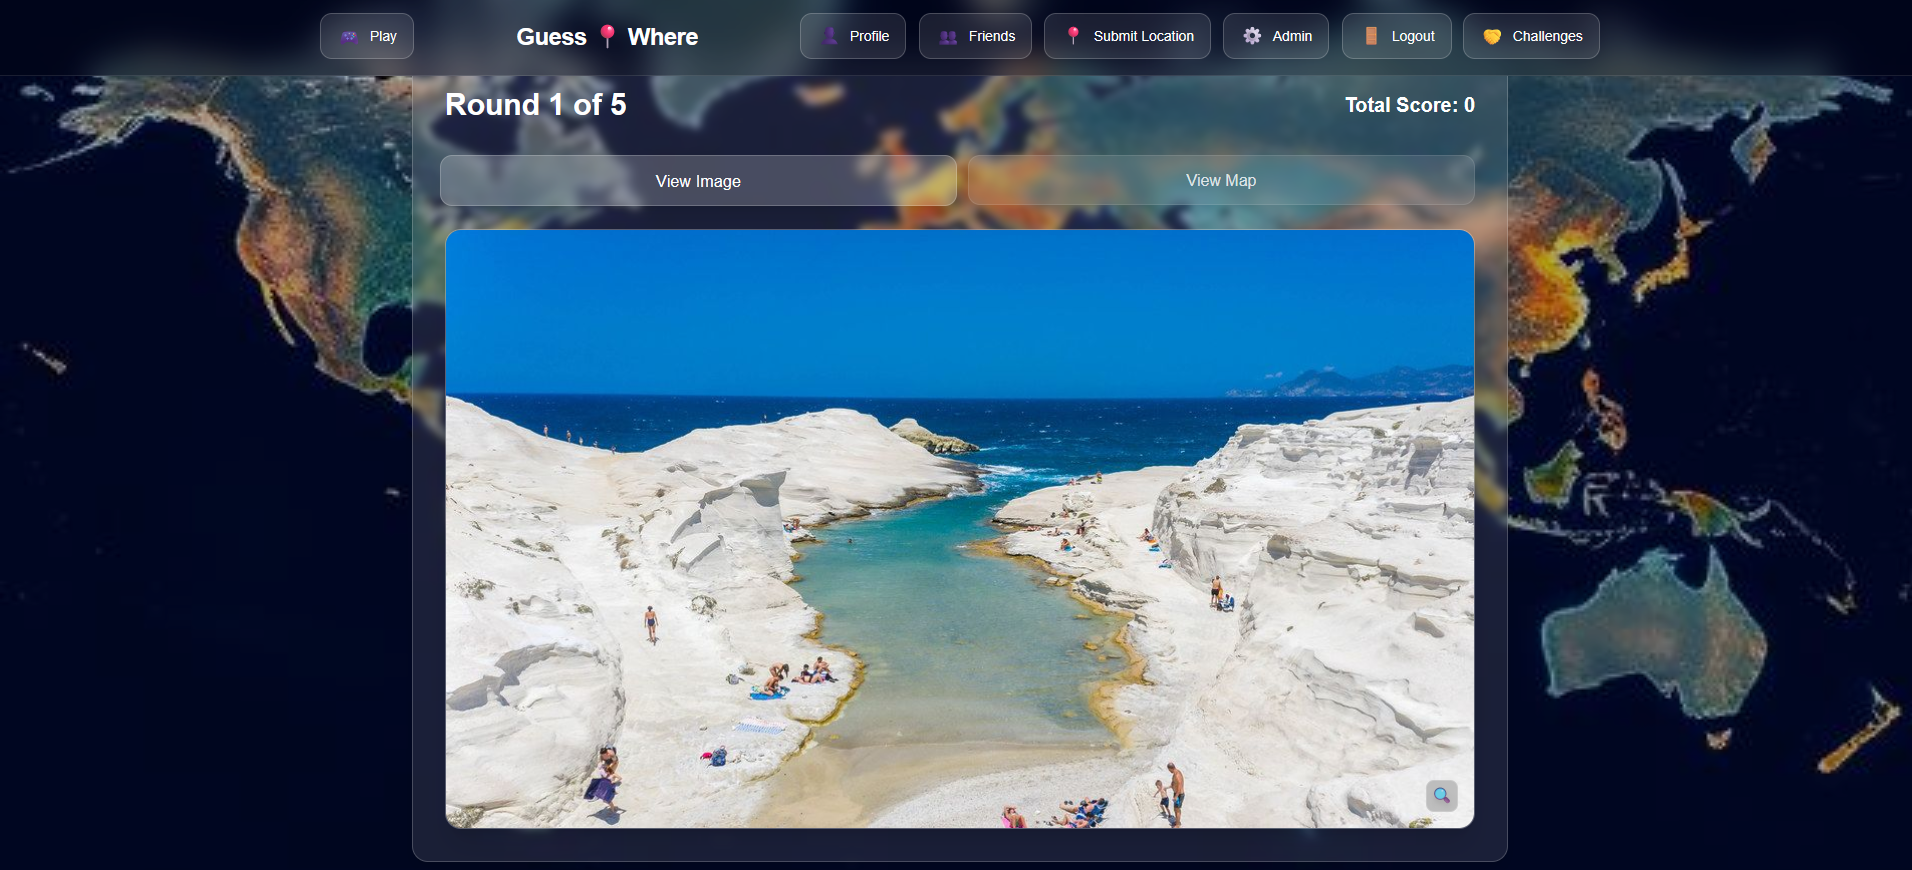 Play
Guess Where
Profile
Friends
Submit Location
Admin
Logout
Challenges
Round 1 of 5
Total Score: 0
View Image
View Map